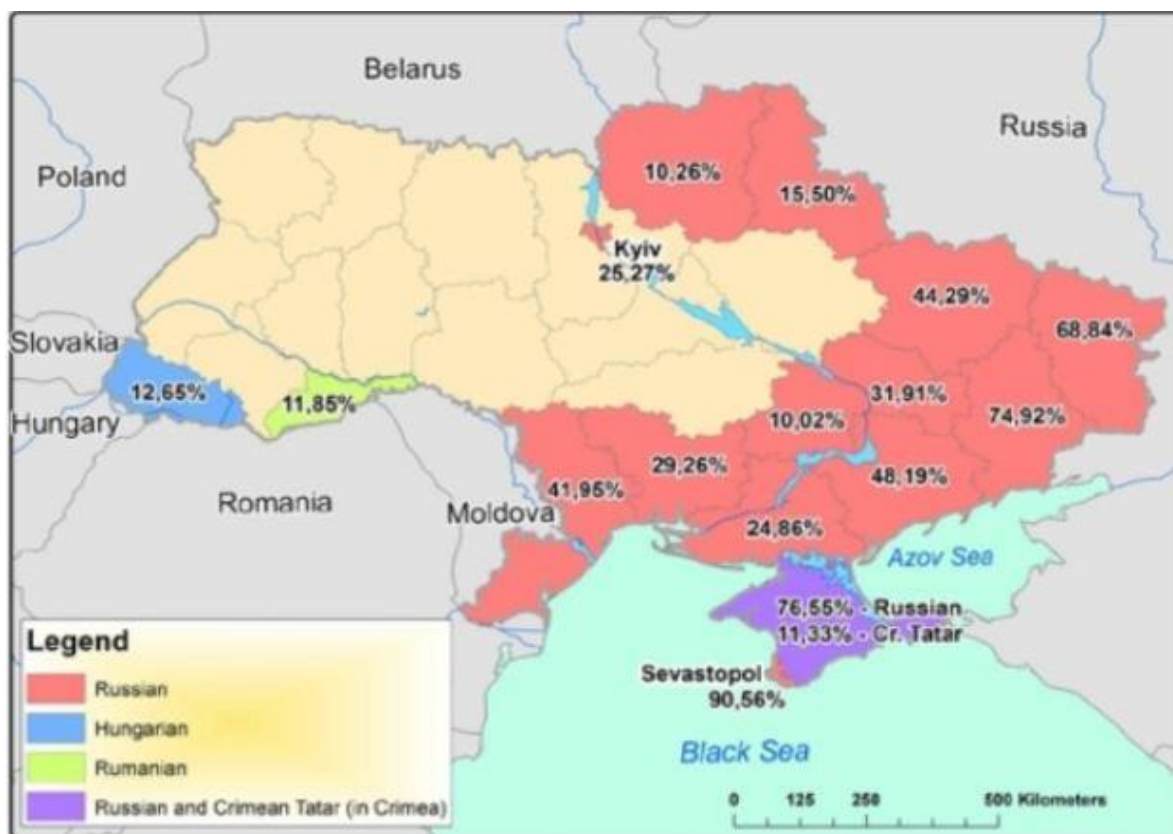 Belarus
Russia
Poland
10,26%
15,50%
Kyiv
25,27%
44,29%
68,84%
Slovakia
12,65%
11,85%
31,91%
Hungary
10,02%
74,92%
29,26%
48,19%
41,95%
Romania
Moldova
24,86%
Azov Sea
76,55% - Russian
11,33% - Cr. Tatar
Sevastopol
90,56%
Black Sea
Legend
Russian
Hungarian
Rumanian
Russian and Crimean Tatar (in Crimea)
0 125 250 500 Kilometers